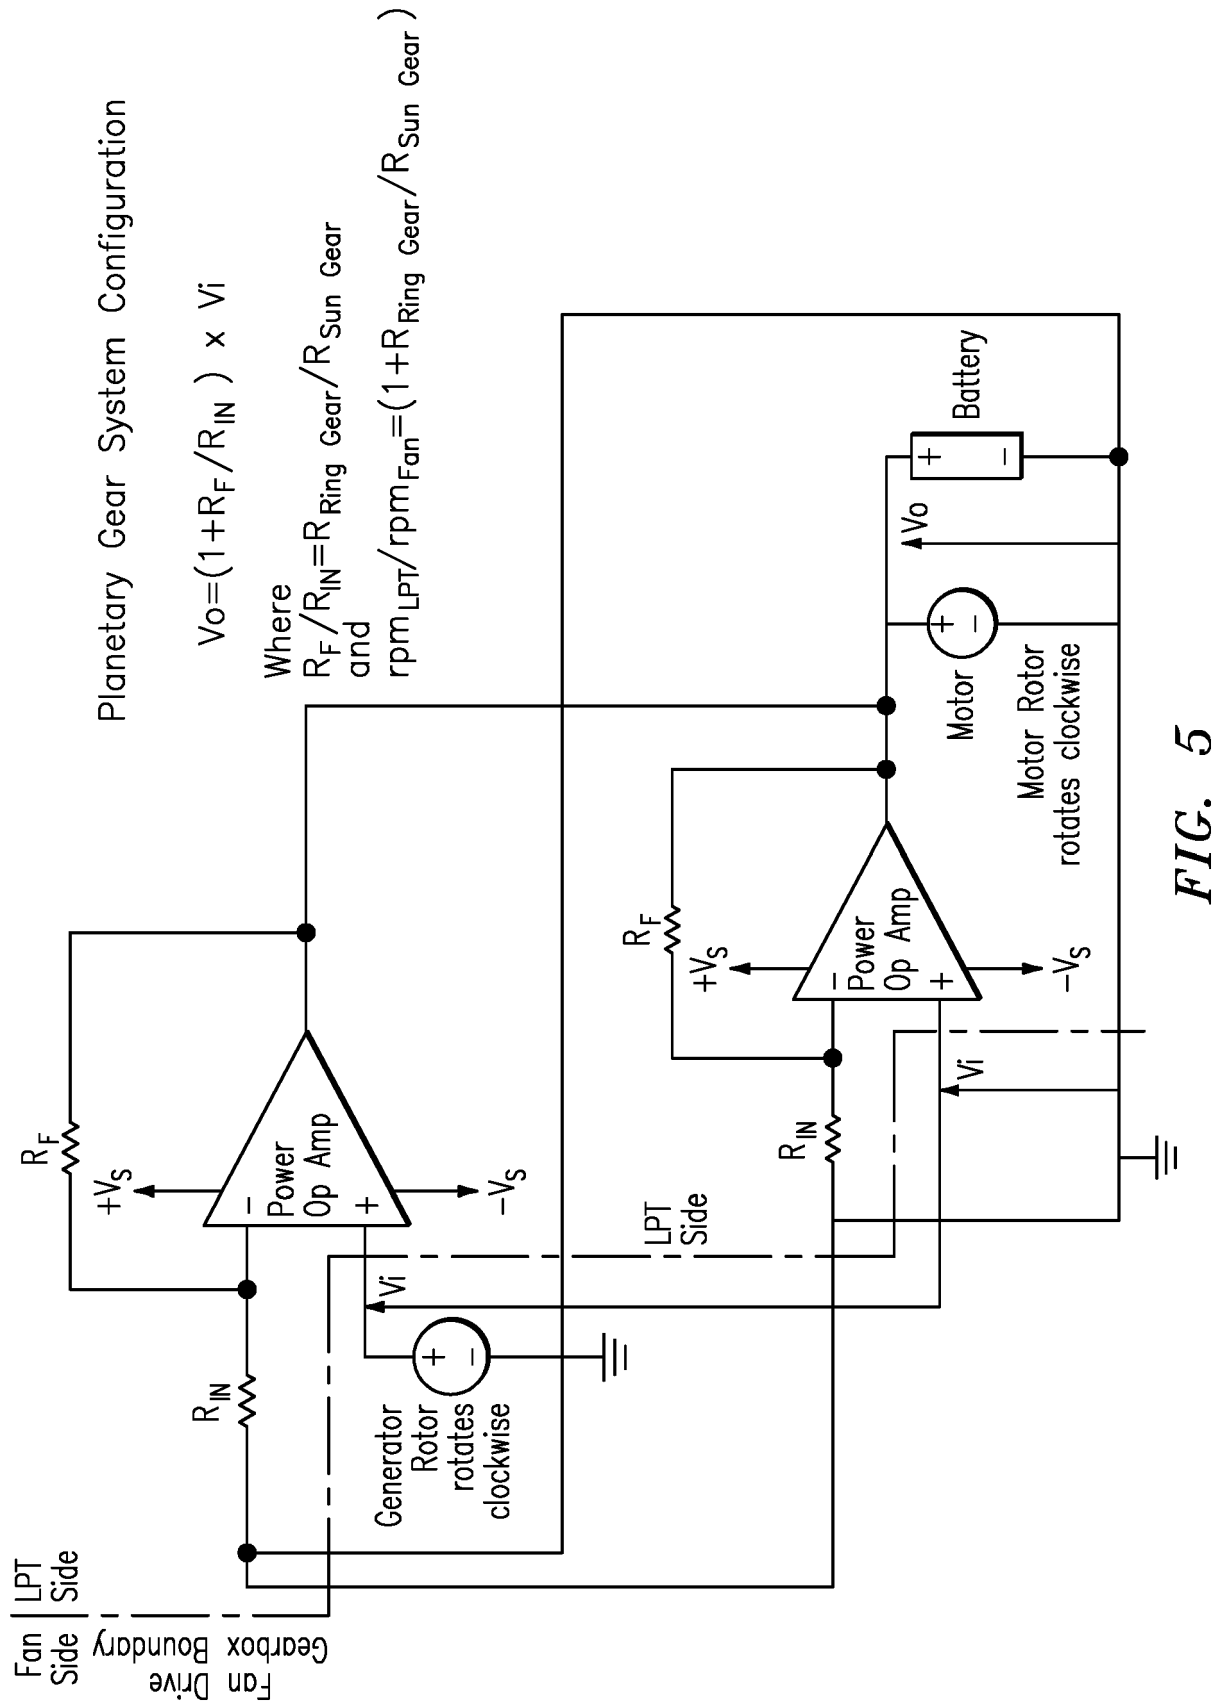 Planetary Gear System Configuration
Vo=(1+RF/RIN) x Vi
Where
RF/RIN=RRing Gear/RSun Gear
and
rpmLPT/rpmFan=(1+RRing Gear/RSun Gear)
Fan Side
LPT Side
Fan Drive
Gearbox
Boundary
RIN
RF
+VS
-VS
−
Power
Op Amp
+
Vi
+
−
Generator
Rotor
rotates
clockwise
LPT
Side
RIN
RF
+VS
-VS
−
Power
Op Amp
+
Vi
Motor
+
−
Motor Rotor
rotates clockwise
Vo
+
−
Battery
FIG. 5